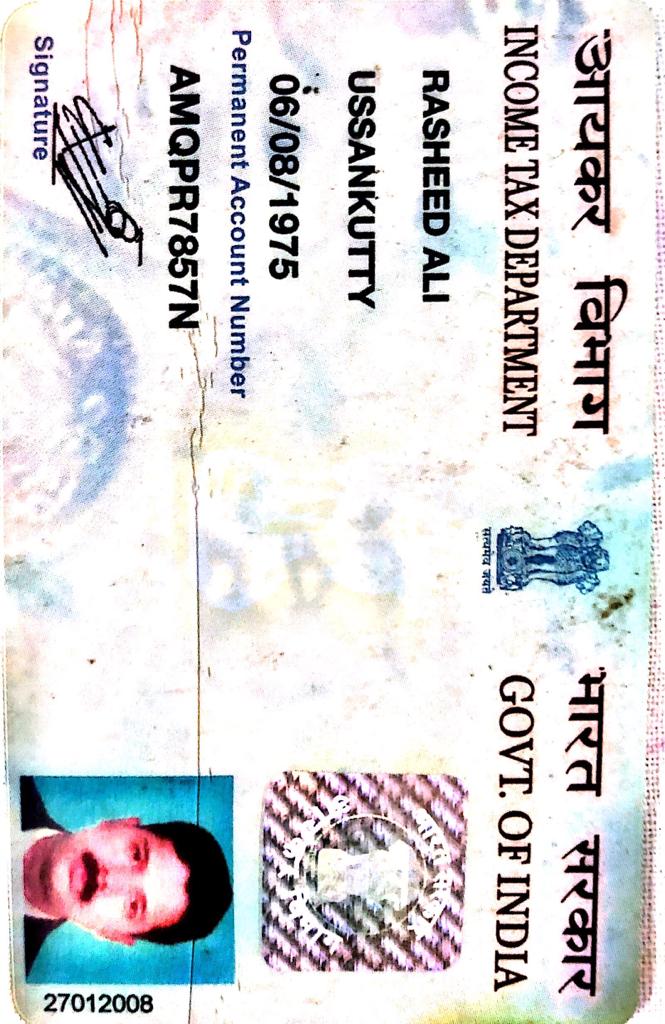 आयकर विभाग
INCOME TAX DEPARTMENT
सत्यमेव जयते
भारत सरकार
GOVT. OF INDIA
RASHEED ALI
USSANKUTTY
06/08/1975
Permanent Account Number
AMQPR7857N
Signature
27012008